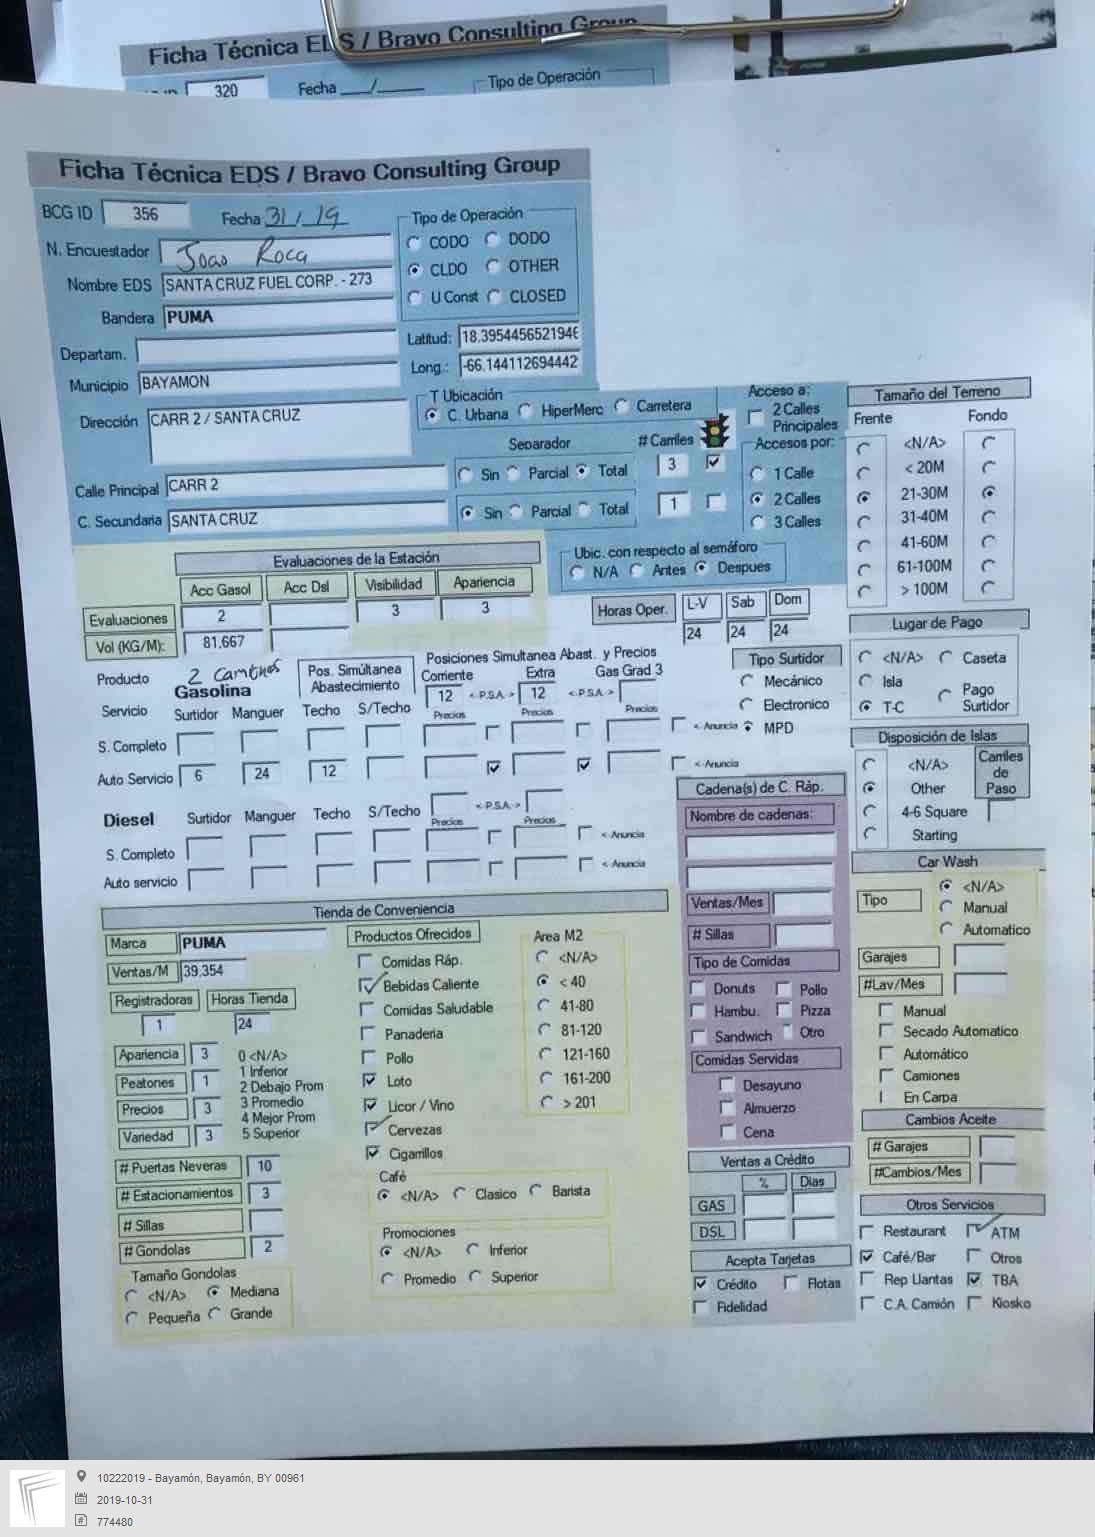 Ficha Técnica EDS / Bravo Consulting Group
320 Fecha Tipo de Operación
Ficha Técnica EDS / Bravo Consulting Group
BCG ID 356 Fecha 31 / 19
N. Encuestador Joao Roca
Nombre EDS SANTA CRUZ FUEL CORP. - 273
Bandera PUMA
Departam.
Municipio BAYAMON
Dirección CARR 2 / SANTA CRUZ
Calle Principal CARR 2
C. Secundaria SANTA CRUZ
Tipo de Operación
CODO DODO
CLDO OTHER
U Const CLOSED
Latitud: 18.395445652194
Long.: -66.144112694442
T Ubicación
C. Urbana HiperMerc Carretera
Separador # Carriles
Sin Parcial Total 3
Sin Parcial Total 1
Acceso a:
2 Calles
Principales
Accesos por:
1 Calle
2 Calles
3 Calles
Ubic. con respecto al semáforo
N/A Antes Despues
Tamaño del Terreno
Frente Fondo
<N/A>
< 20M
21-30M
31-40M
41-60M
61-100M
> 100M
Evaluaciones de la Estación
Acc Gasol Acc Dsl Visibilidad Apariencia
Evaluaciones 2 3 3
Vol (KG/M): 81,667
Horas Oper. L-V Sab Dom
24 24 24
Lugar de Pago
<N/A> Caseta
Isla
T-C Pago
Surtidor
Producto 2 Cambios
Gasolina
Pos. Simúltanea
Abastecimiento
Posiciones Simultanea Abast. y Precios
Corriente Extra Gas Grad 3
12 <-P.S.A.-> 12 <-P.S.A.->
Servicio Surtidor Manguer Techo S/Techo Precios Precios Precios
S. Completo <- Anuncia
Auto Servicio 6 24 12 <- Anuncia
Tipo Surtidor
Mecánico
Electronico
MPD
Disposición de Islas
<N/A> Carriles
de
Paso
Other
4-6 Square
Starting
Diesel Surtidor Manguer Techo S/Techo <-P.S.A.->
Precios Precios
S. Completo <- Anuncia
Auto servicio <- Anuncia
Cadena(s) de C. Ráp.
Nombre de cadenas:
Ventas/Mes
# Sillas
Tipo de Comidas
Donuts Pollo
Hambu. Pizza
Sandwich Otro
Comidas Servidas
Desayuno
Almuerzo
Cena
Car Wash
Tipo <N/A>
Manual
Automatico
Garajes
#Lav/Mes
Manual
Secado Automatico
Automático
Camiones
En Carpa
Cambios Aceite
# Garajes
#Cambios/Mes
Tienda de Conveniencia
Marca PUMA
Ventas/M 39,354
Registradoras Horas Tienda
1 24
Apariencia 3
Peatones 1
Precios 3
Variedad 3
0 <N/A>
1 Inferior
2 Debajo Prom
3 Promedio
4 Mejor Prom
5 Superior
# Puertas Neveras 10
# Estacionamientos 3
# Sillas
# Gondolas 2
Tamaño Gondolas
<N/A> Mediana
Pequeña Grande
Productos Ofrecidos
Comidas Ráp.
Bebidas Caliente
Comidas Saludable
Panaderia
Pollo
Loto
Licor / Vino
Cervezas
Cigarrillos
Area M2
<N/A>
< 40
41-80
81-120
121-160
161-200
> 201
Café
<N/A> Clasico Barista
Promociones
<N/A> Inferior
Promedio Superior
Ventas a Crédito
% Dias
GAS
DSL
Acepta Tarjetas
Crédito Flotas
Fidelidad
Otros Servicios
Restaurant ATM
Café/Bar Otros
Rep Llantas TBA
C.A. Camión Kiosko
10222019 - Bayamón, Bayamón, BY 00961
2019-10-31
774480